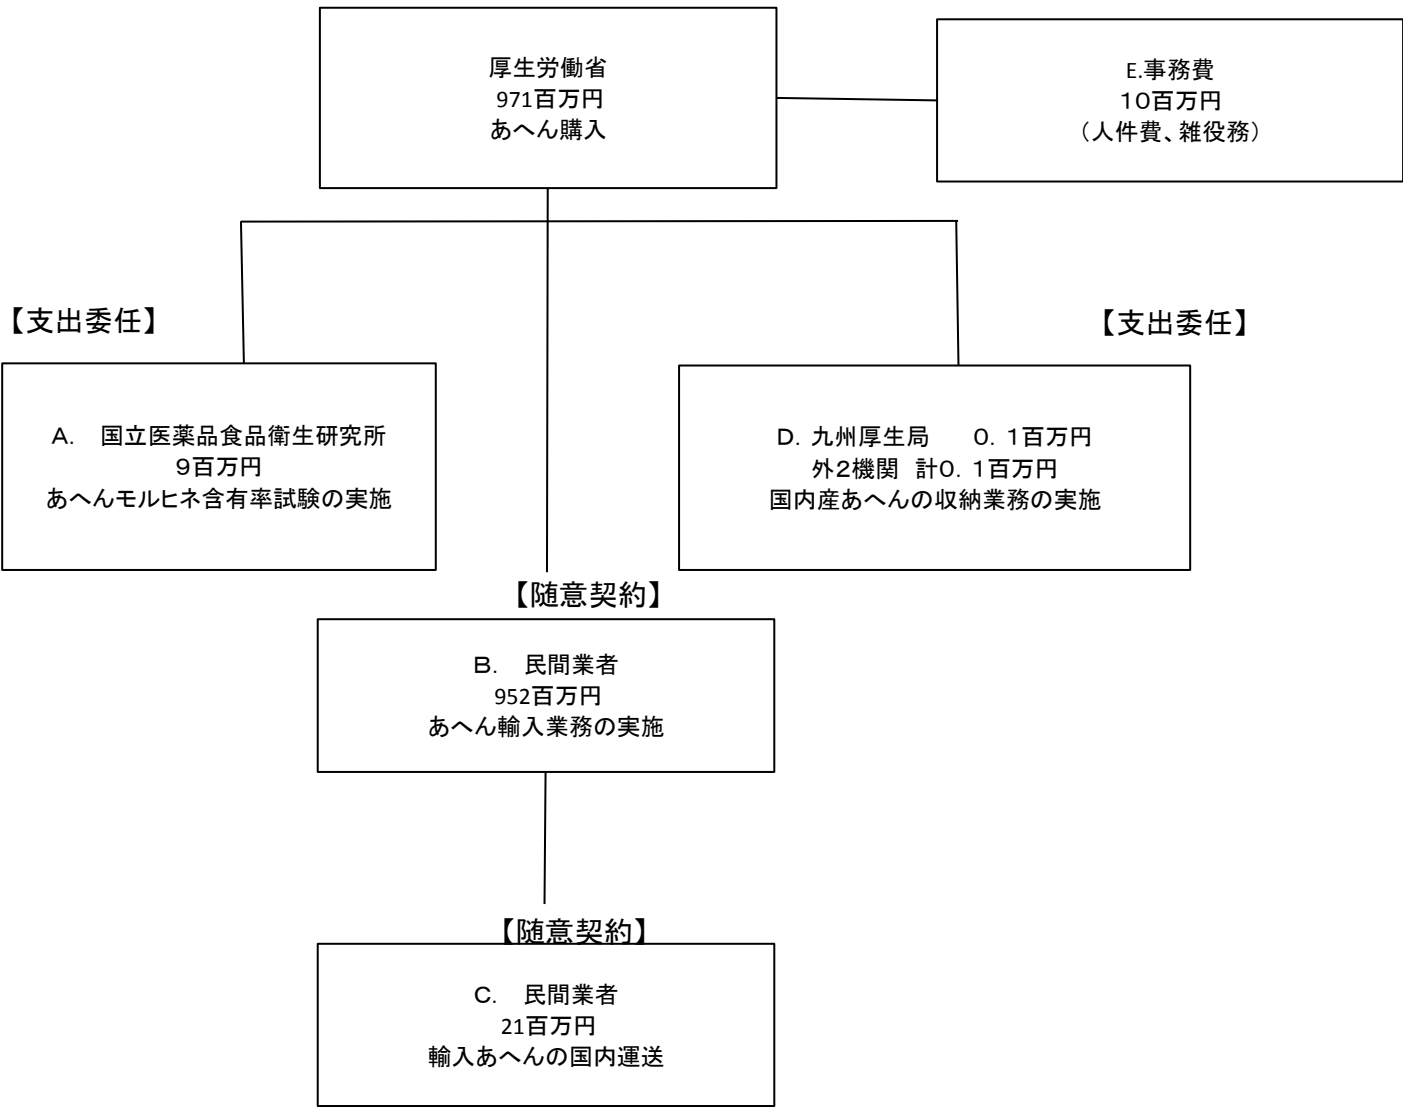 厚生労働省
971百万円
あへん購入
E.事務費
10百万円
（人件費、雑役務）
【支出委任】
【支出委任】
A.　国立医薬品食品衛生研究所
9百万円
あへんモルヒネ含有率試験の実施
D. 九州厚生局　　0. 1百万円
外2機関　計0. 1百万円
国内産あへんの収納業務の実施
【随意契約】
B.　民間業者
952百万円
あへん輸入業務の実施
【随意契約】
C.　民間業者
21百万円
輸入あへんの国内運送